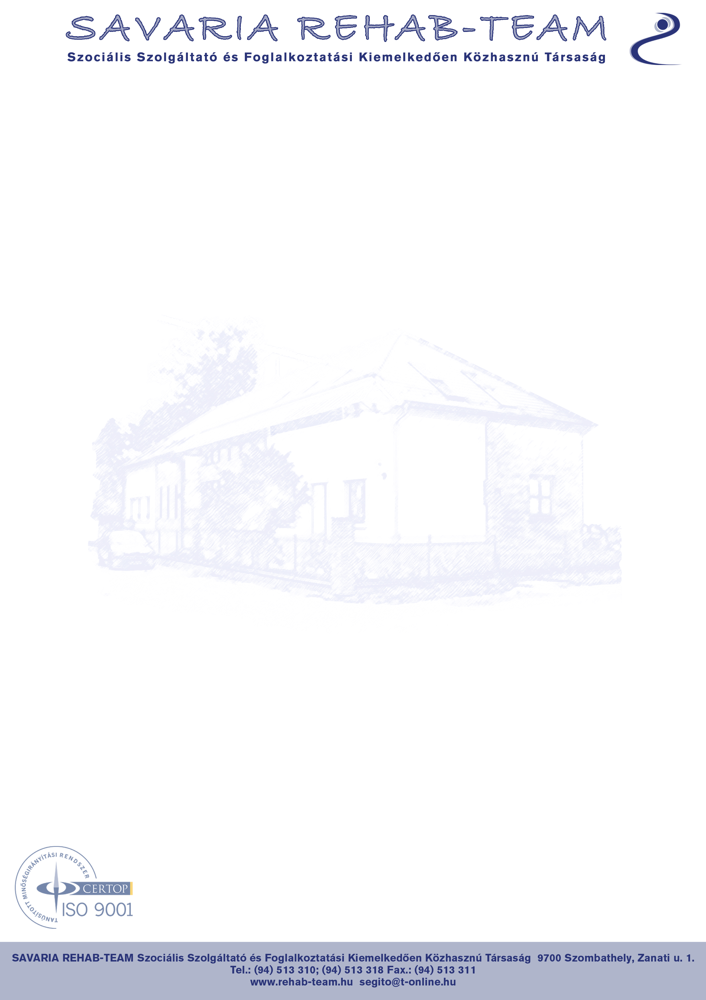 SAVARIA REHAB-TEAM
Szociális Szolgáltató és Foglalkoztatási Kiemelkedően Közhasznú Társaság
TANÚSÍTOTT MINŐSÉGIRÁNYÍTÁSI RENDSZER
CERTOP
ISO 9001
SAVARIA REHAB-TEAM Szociális Szolgáltató és Foglalkoztatási Kiemelkedően Közhasznú Társaság 9700 Szombathely, Zanati u. 1.
Tel.: (94) 513 310; (94) 513 318 Fax.: (94) 513 311
www.rehab-team.hu segito@t-online.hu